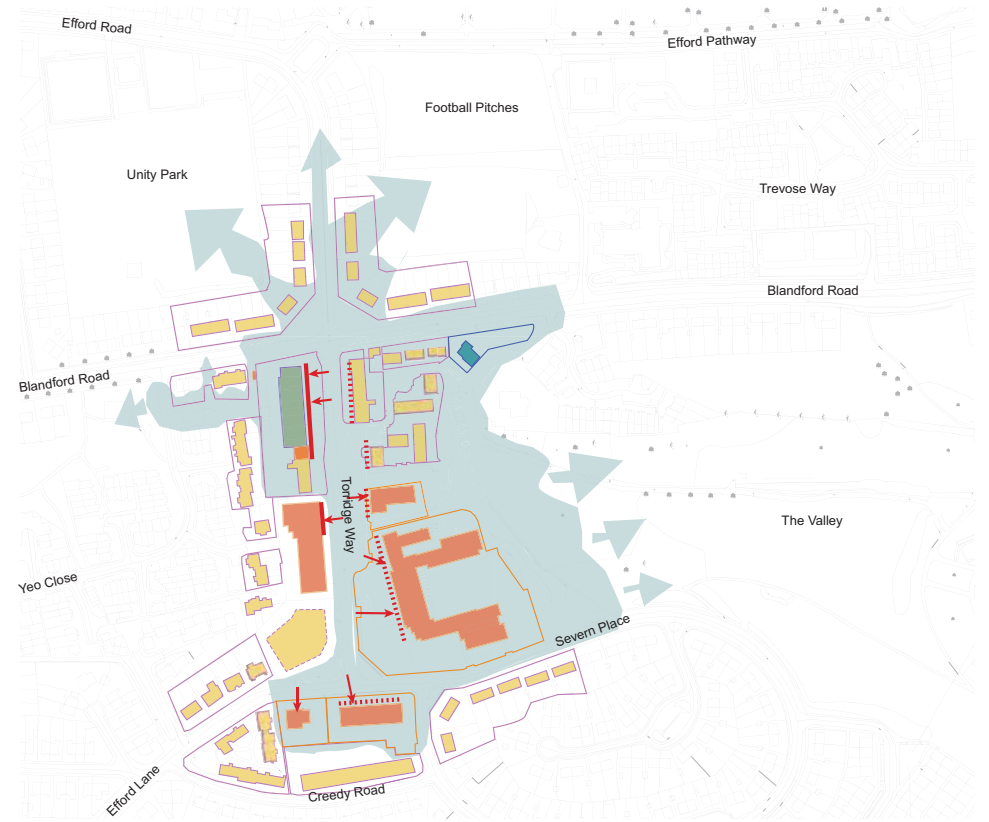 Efford Road
Efford Pathway
Football Pitches
Unity Park
Trevose Way
Blandford Road
Blandford Road
Torridge Way
The Valley
Yeo Close
Severn Place
Efford Lane
Creedy Road